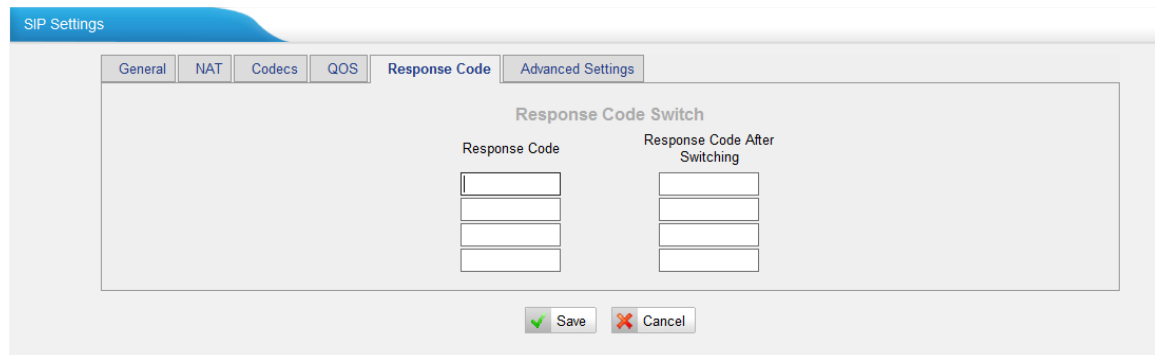 SIP Settings
General NAT Codecs QOS Response Code Advanced Settings
Response Code Switch
Response Code
Response Code After
Switching
Save Cancel